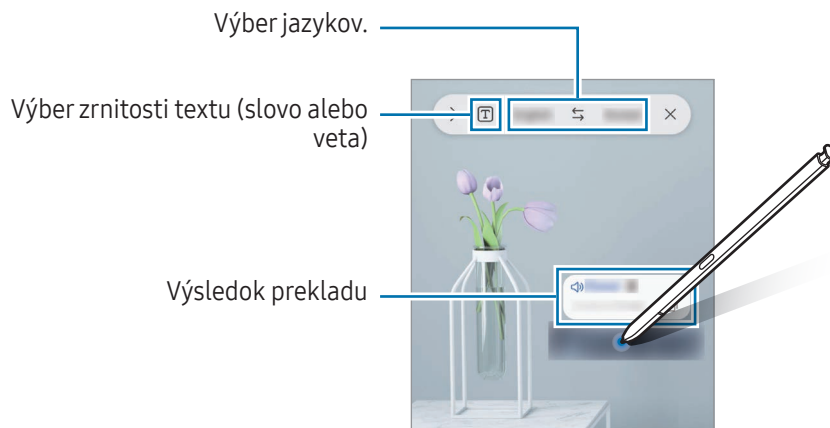 Výber jazykov.
Výber zrnitosti textu (slovo alebo
veta)
T
Výsledok prekladu